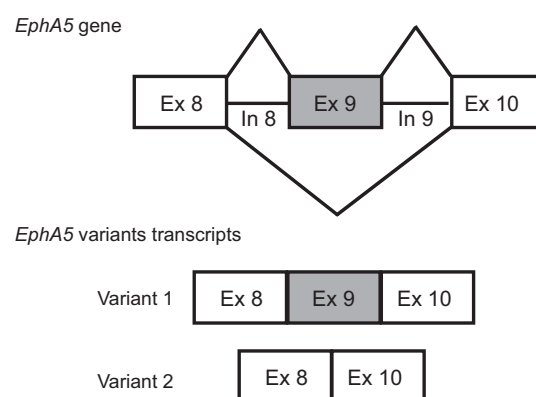 EphA5 gene
Ex 8 In 8 Ex 9 In 9 Ex 10
EphA5 variants transcripts
Variant 1 Ex 8 Ex 9 Ex 10
Variant 2 Ex 8 Ex 10